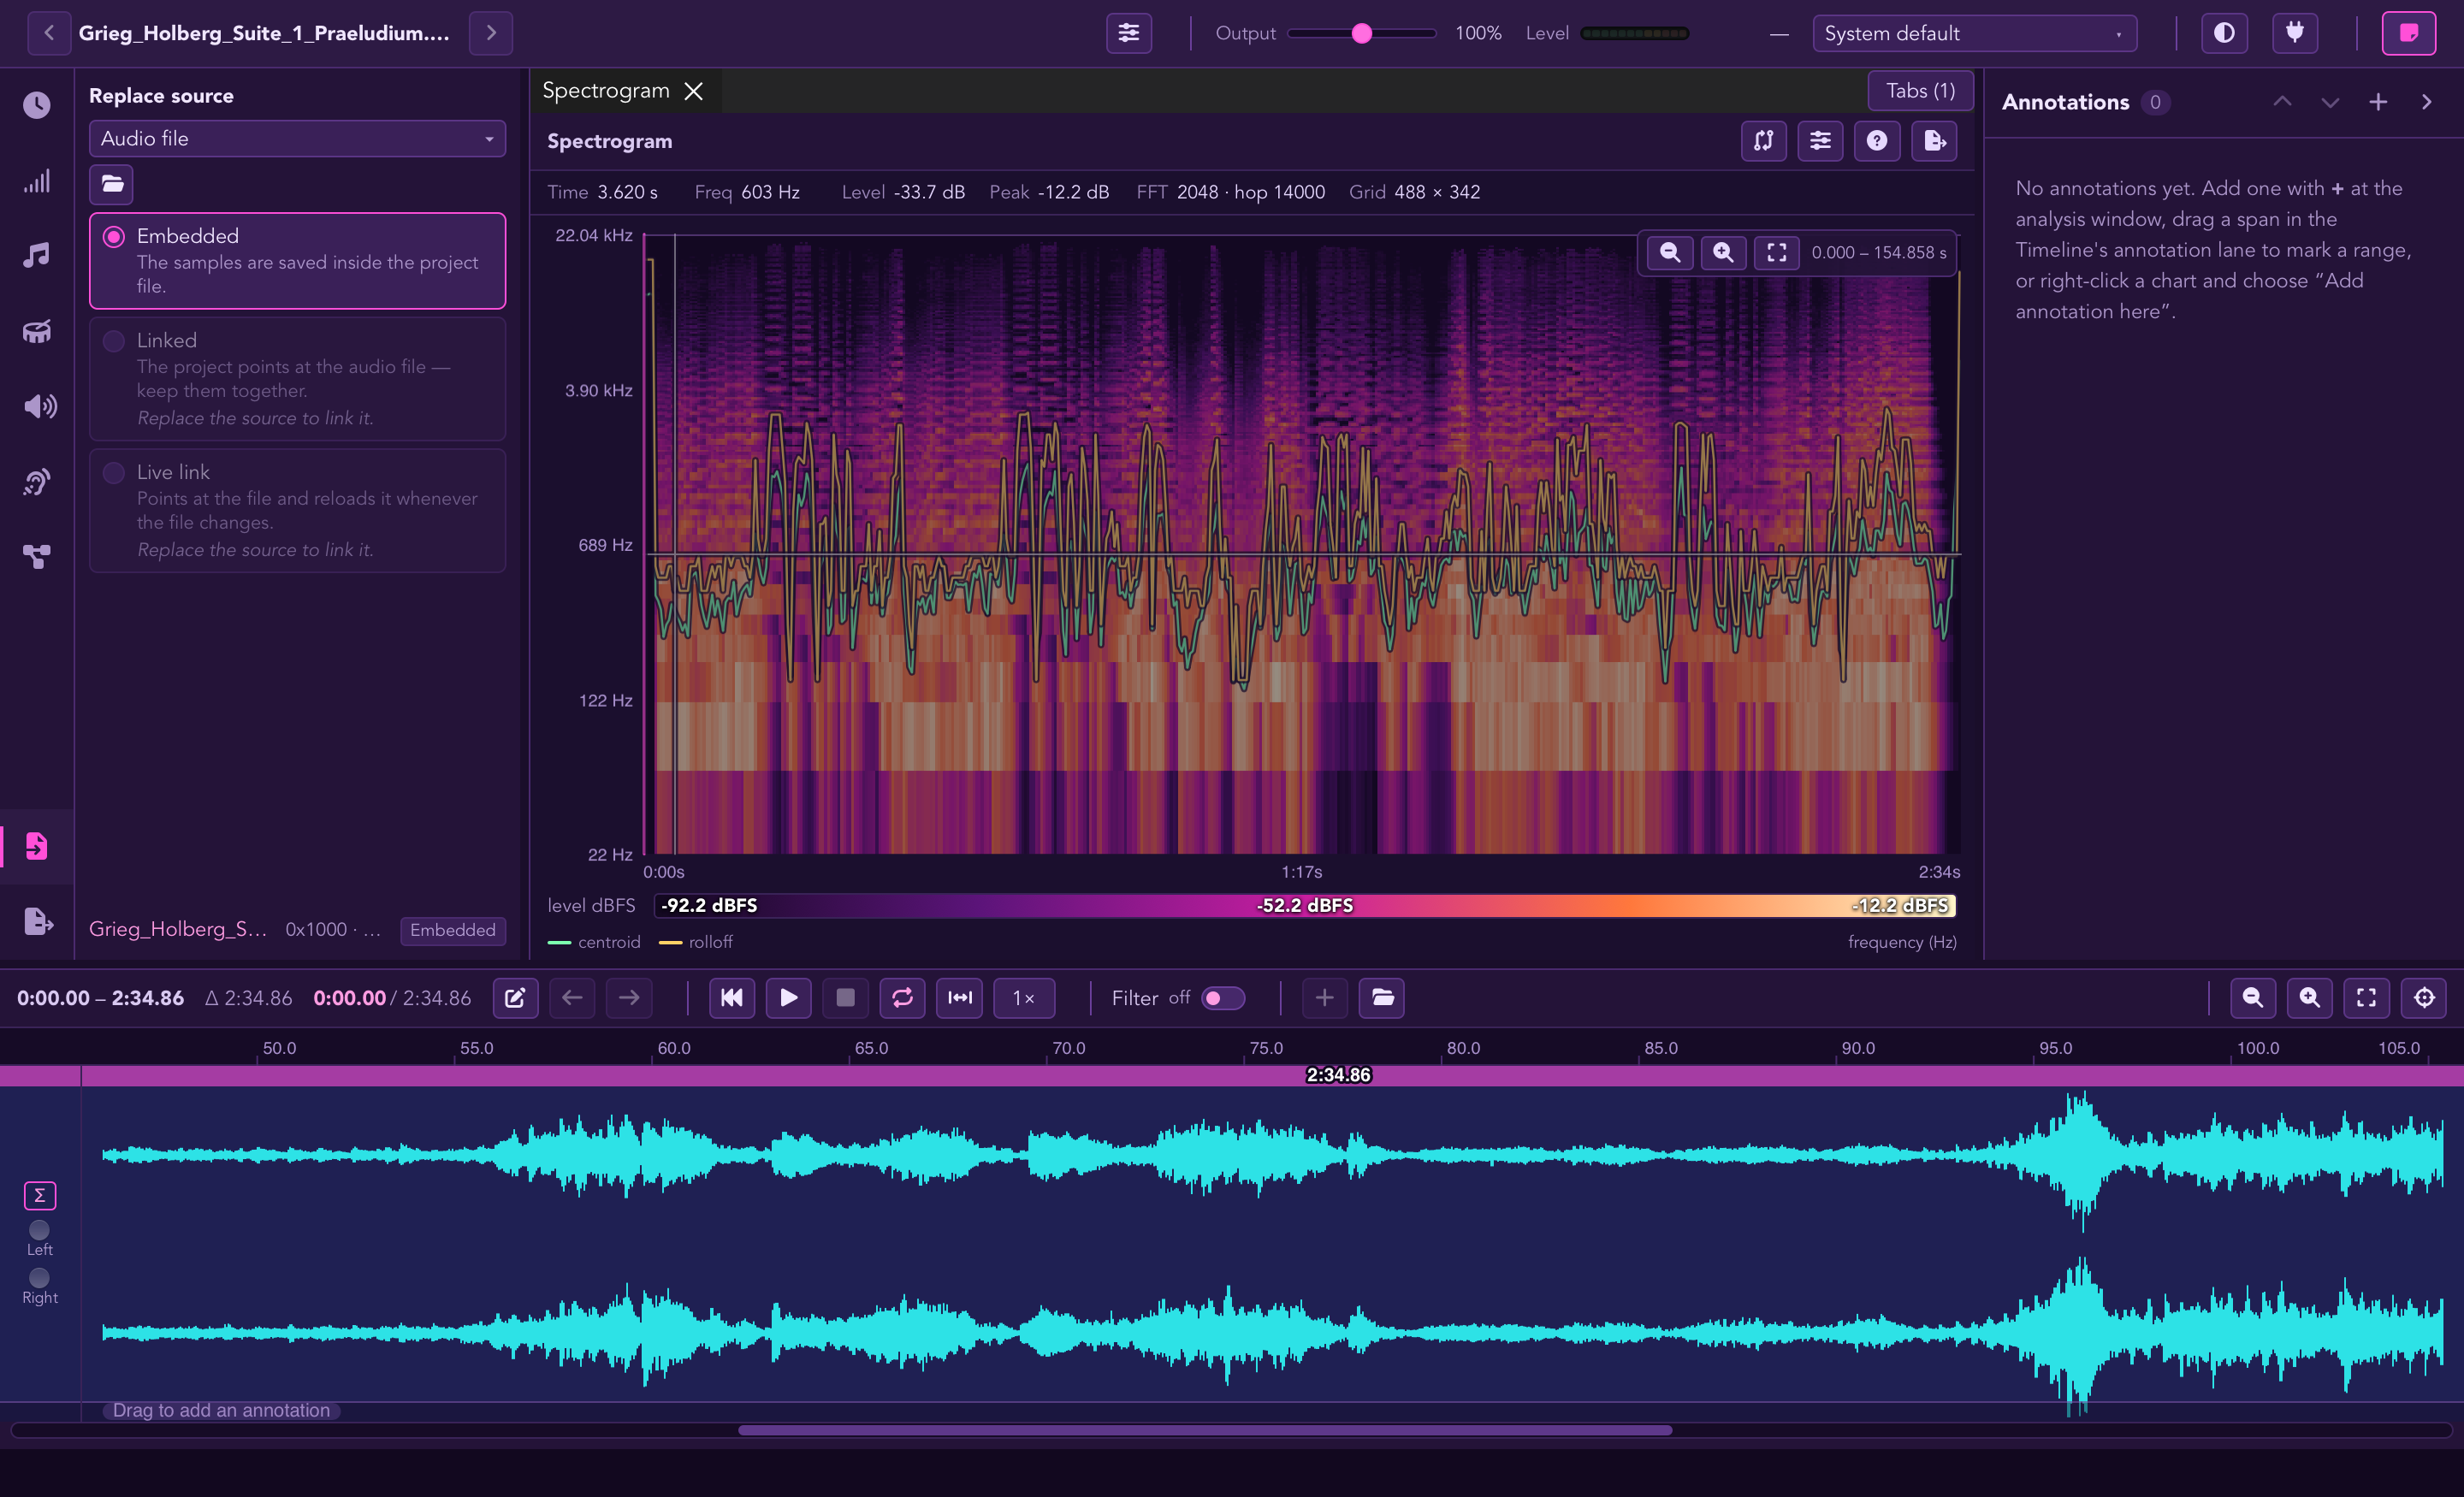 Grieg_Holberg_Suite_1_Praeludium....
Output 100% Level — System default
Replace source
Audio file
Embedded
The samples are saved inside the project
file.
Linked
The project points at the audio file —
keep them together.
Replace the source to link it.
Live link
Points at the file and reloads it whenever
the file changes.
Replace the source to link it.
Grieg_Holberg_S... 0x1000 · ... Embedded
Spectrogram
Tabs (1)
Spectrogram
Time 3.620 s Freq 603 Hz Level -33.7 dB Peak -12.2 dB FFT 2048 · hop 14000 Grid 488 × 342
0.000 – 154.858 s
22.04 kHz
3.90 kHz
689 Hz
122 Hz
22 Hz
0:00s 1:17s 2:34s
level dBFS -92.2 dBFS -52.2 dBFS -12.2 dBFS
centroid rolloff frequency (Hz)
Annotations 0
No annotations yet. Add one with + at the
analysis window, drag a span in the
Timeline's annotation lane to mark a range,
or right-click a chart and choose “Add
annotation here”.
0:00.00 – 2:34.86 Δ 2:34.86 0:00.00 / 2:34.86 1× Filter off
50.0 55.0 60.0 65.0 70.0 75.0 80.0 85.0 90.0 95.0 100.0 105.0
2:34.86
Σ
Left
Right
Drag to add an annotation